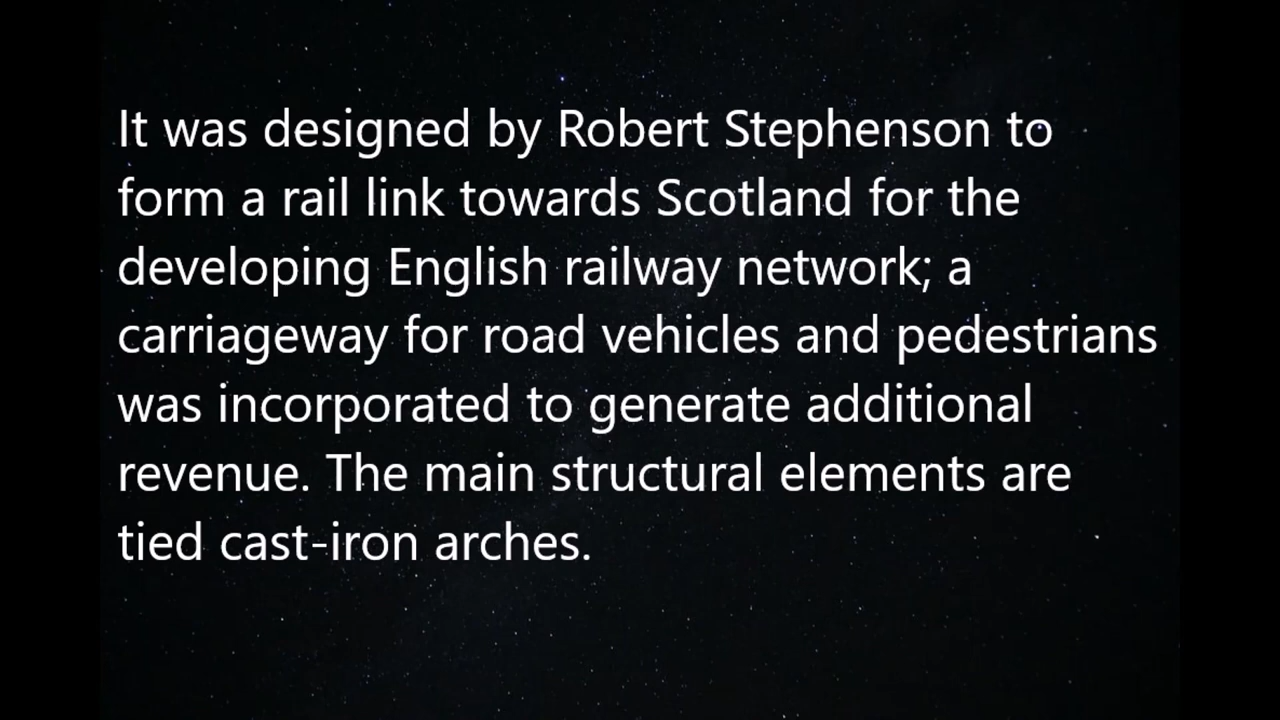 It was designed by Robert Stephenson to
form a rail link towards Scotland for the
developing English railway network; a
carriageway for road vehicles and pedestrians
was incorporated to generate additional
revenue. The main structural elements are
tied cast-iron arches.